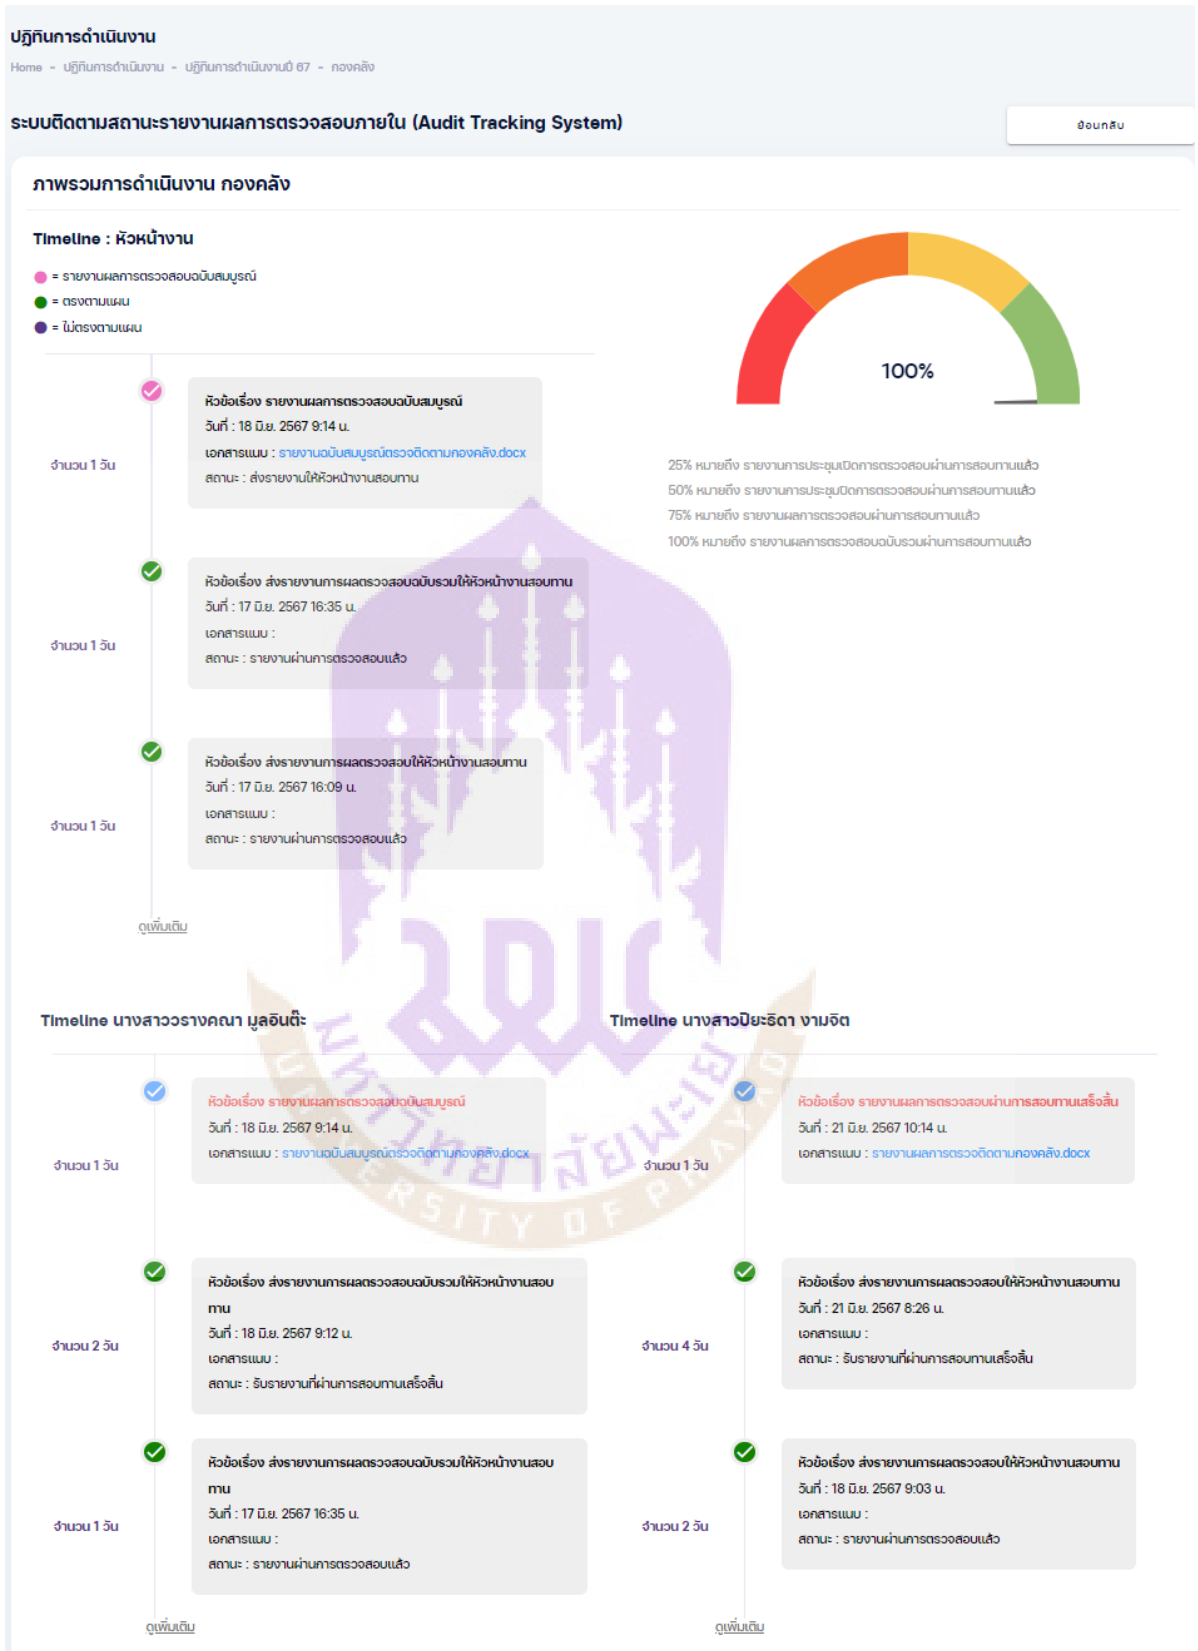 ปฏิทินการดำเนินงาน
Home - ปฏิทินการดำเนินงาน - ปฏิทินการดำเนินงานปี 67 - กองคลัง
ระบบติดตามสถานะรายงานผลการตรวจสอบภายใน (Audit Tracking System)
ย้อนกลับ
ภาพรวมการดำเนินงาน กองคลัง
Timeline : หัวหน้างาน
= รายงานผลการตรวจสอบฉบับสมบูรณ์
= ตรงตามแผน
= ไม่ตรงตามแผน
จำนวน 1 วัน
หัวข้อเรื่อง รายงานผลการตรวจสอบฉบับสมบูรณ์
วันที่ : 18 มิ.ย. 2567 9:14 น.
เอกสารแนบ : รายงานฉบับสมบูรณ์ตรวจติดตามกองคลัง.docx
สถานะ : ส่งรายงานให้หัวหน้างานสอบทาน
จำนวน 1 วัน
หัวข้อเรื่อง ส่งรายงานการผลตรวจสอบฉบับรวมให้หัวหน้างานสอบทาน
วันที่ : 17 มิ.ย. 2567 16:35 น.
เอกสารแนบ :
สถานะ : รายงานผ่านการตรวจสอบแล้ว
จำนวน 1 วัน
หัวข้อเรื่อง ส่งรายงานการผลตรวจสอบให้หัวหน้างานสอบทาน
วันที่ : 17 มิ.ย. 2567 16:09 น.
เอกสารแนบ :
สถานะ : รายงานผ่านการตรวจสอบแล้ว
ดูเพิ่มเติม
100%
25% หมายถึง รายงานการประชุมเปิดการตรวจสอบผ่านการสอบทานแล้ว
50% หมายถึง รายงานการประชุมปิดการตรวจสอบผ่านการสอบทานแล้ว
75% หมายถึง รายงานผลการตรวจสอบผ่านการสอบทานแล้ว
100% หมายถึง รายงานผลการตรวจสอบฉบับรวมผ่านการสอบทานแล้ว
มหาวิทยาลัยพะเยา
UNIVERSITY OF PHAYAO
Timeline นางสาววรางคณา มูลอินต๊ะ
จำนวน 1 วัน
หัวข้อเรื่อง รายงานผลการตรวจสอบฉบับสมบูรณ์
วันที่ : 18 มิ.ย. 2567 9:14 น.
เอกสารแนบ : รายงานฉบับสมบูรณ์ตรวจติดตามกองคลัง.docx
จำนวน 2 วัน
หัวข้อเรื่อง ส่งรายงานการผลตรวจสอบฉบับรวมให้หัวหน้างานสอบ
ทาน
วันที่ : 18 มิ.ย. 2567 9:12 น.
เอกสารแนบ :
สถานะ : รับรายงานที่ผ่านการสอบทานเสร็จสิ้น
จำนวน 1 วัน
หัวข้อเรื่อง ส่งรายงานการผลตรวจสอบฉบับรวมให้หัวหน้างานสอบ
ทาน
วันที่ : 17 มิ.ย. 2567 16:35 น.
เอกสารแนบ :
สถานะ : รายงานผ่านการตรวจสอบแล้ว
ดูเพิ่มเติม
Timeline นางสาวปิยะธิดา งามจิต
จำนวน 1 วัน
หัวข้อเรื่อง รายงานผลการตรวจสอบผ่านการสอบทานเสร็จสิ้น
วันที่ : 21 มิ.ย. 2567 10:14 น.
เอกสารแนบ : รายงานผลการตรวจติดตามกองคลัง.docx
จำนวน 4 วัน
หัวข้อเรื่อง ส่งรายงานการผลตรวจสอบให้หัวหน้างานสอบทาน
วันที่ : 21 มิ.ย. 2567 8:26 น.
เอกสารแนบ :
สถานะ : รับรายงานที่ผ่านการสอบทานเสร็จสิ้น
จำนวน 2 วัน
หัวข้อเรื่อง ส่งรายงานการผลตรวจสอบให้หัวหน้างานสอบทาน
วันที่ : 18 มิ.ย. 2567 9:03 น.
เอกสารแนบ :
สถานะ : รายงานผ่านการตรวจสอบแล้ว
ดูเพิ่มเติม